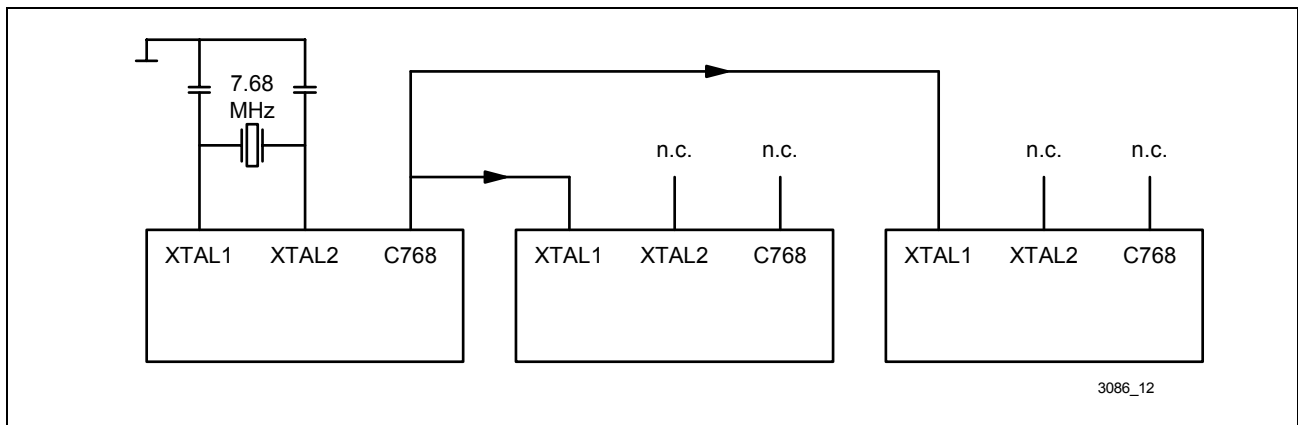 7.68
MHz
n.c. n.c. n.c. n.c.
XTAL1 XTAL2 C768 XTAL1 XTAL2 C768 XTAL1 XTAL2 C768
3086_12